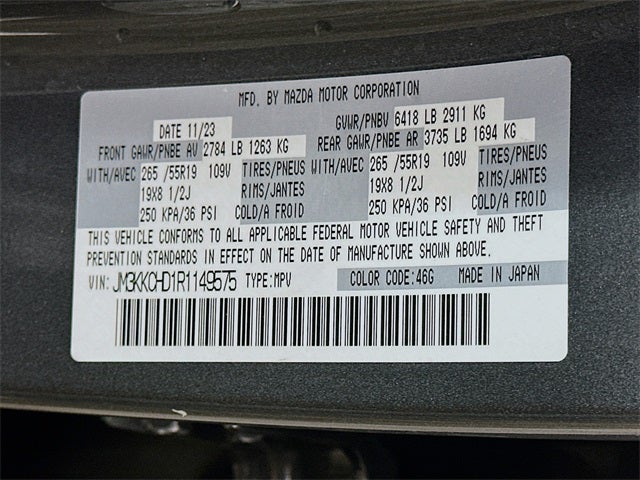 MFD. BY MAZDA MOTOR CORPORATION
DATE 11/23 GVWR/PNBV 6418 LB 2911 KG
FRONT GAWR/PNBE AV 2784 LB 1263 KG REAR GAWR/PNBE AR 3735 LB 1694 KG
WITH/AVEC 265 /55R19 109V TIRES/PNEUS WITH/AVEC 265 /55R19 109V TIRES/PNEUS
19X8 1/2J RIMS/JANTES 19X8 1/2J RIMS/JANTES
250 KPA/36 PSI COLD/A FROID 250 KPA/36 PSI COLD/A FROID
THIS VEHICLE CONFORMS TO ALL APPLICABLE FEDERAL MOTOR VEHICLE SAFETY AND THEFT
PREVENTION STANDARDS IN EFFECT ON THE DATE OF MANUFACTURE SHOWN ABOVE.
VIN: JM3KKCHD1R1149575 TYPE:MPV COLOR CODE:46G MADE IN JAPAN